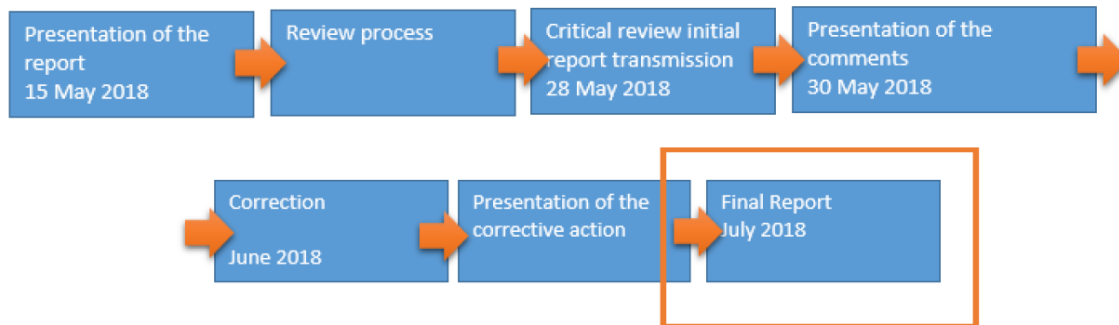 Presentation of the
report
15 May 2018
Review process
Critical review initial
report transmission
28 May 2018
Presentation of the
comments
30 May 2018
Correction
June 2018
Presentation of the
corrective action
Final Report
July 2018